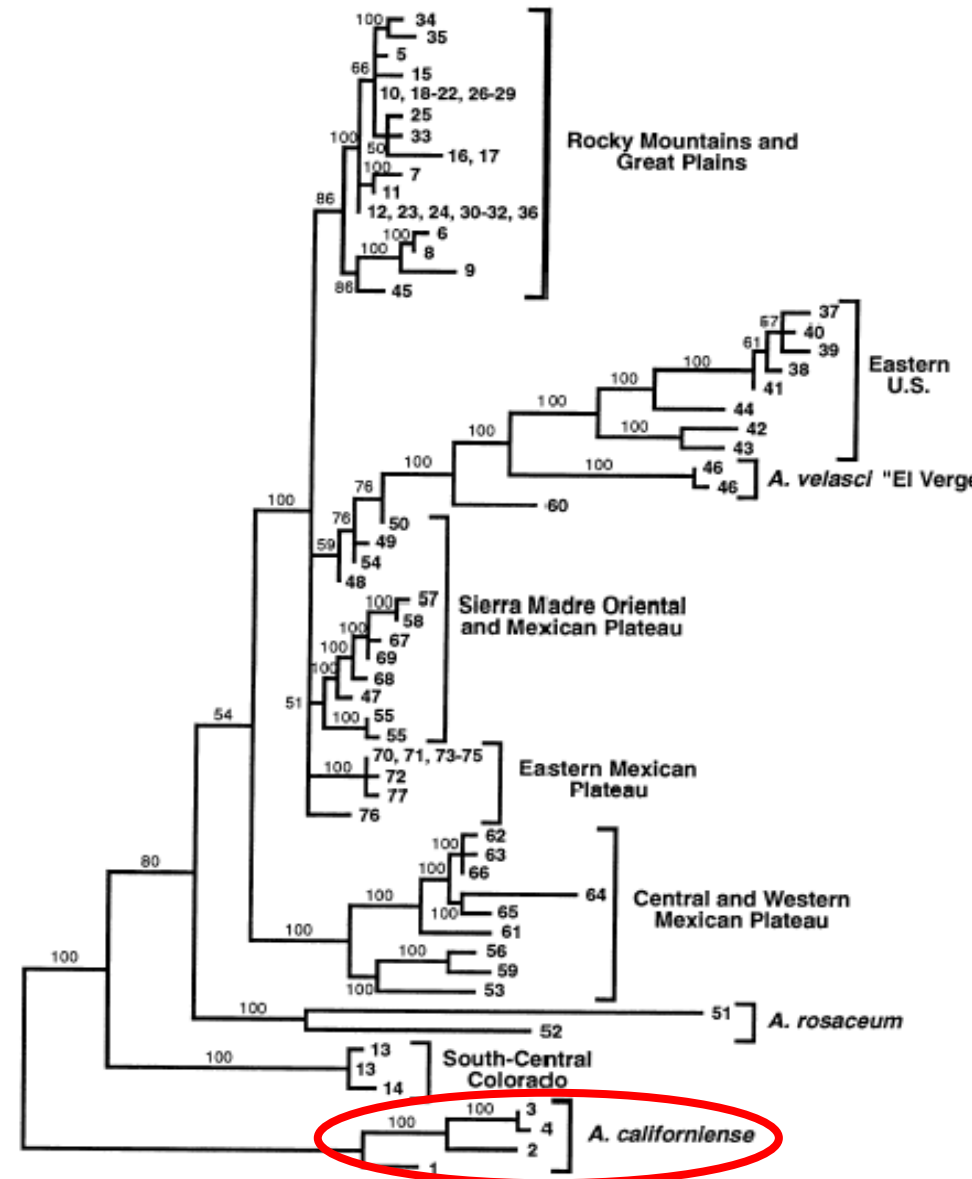 100 34
35
66 5
15
10, 18-22, 26-29
25
100 33
50 16, 17
100 7
11
Rocky Mountains and
Great Plains
86 12, 23, 24, 30-32, 36
100 6
100 8
9
86 45
67 37
40
61 39
100 38
41
100 44
100 42
100 43
Eastern
U.S.
100 100 46
46
A. velasci "El Verge
100
76 60
76 50
100 49
59 54
48
100 57
58
100 67
100 69
100 68
51 47
100 55
55
Sierra Madre Oriental
and Mexican Plateau
54
70, 71, 73-75
100 72
77
76
Eastern Mexican
Plateau
100 62
63
100 66
64
100 100 65
61
100 100 56
59
100 53
Central and Western
Mexican Plateau
80
100
100 51
52
A. rosaceum
100 13
13
14
South-Central
Colorado
100 3
100 4
2
1
A. californiense